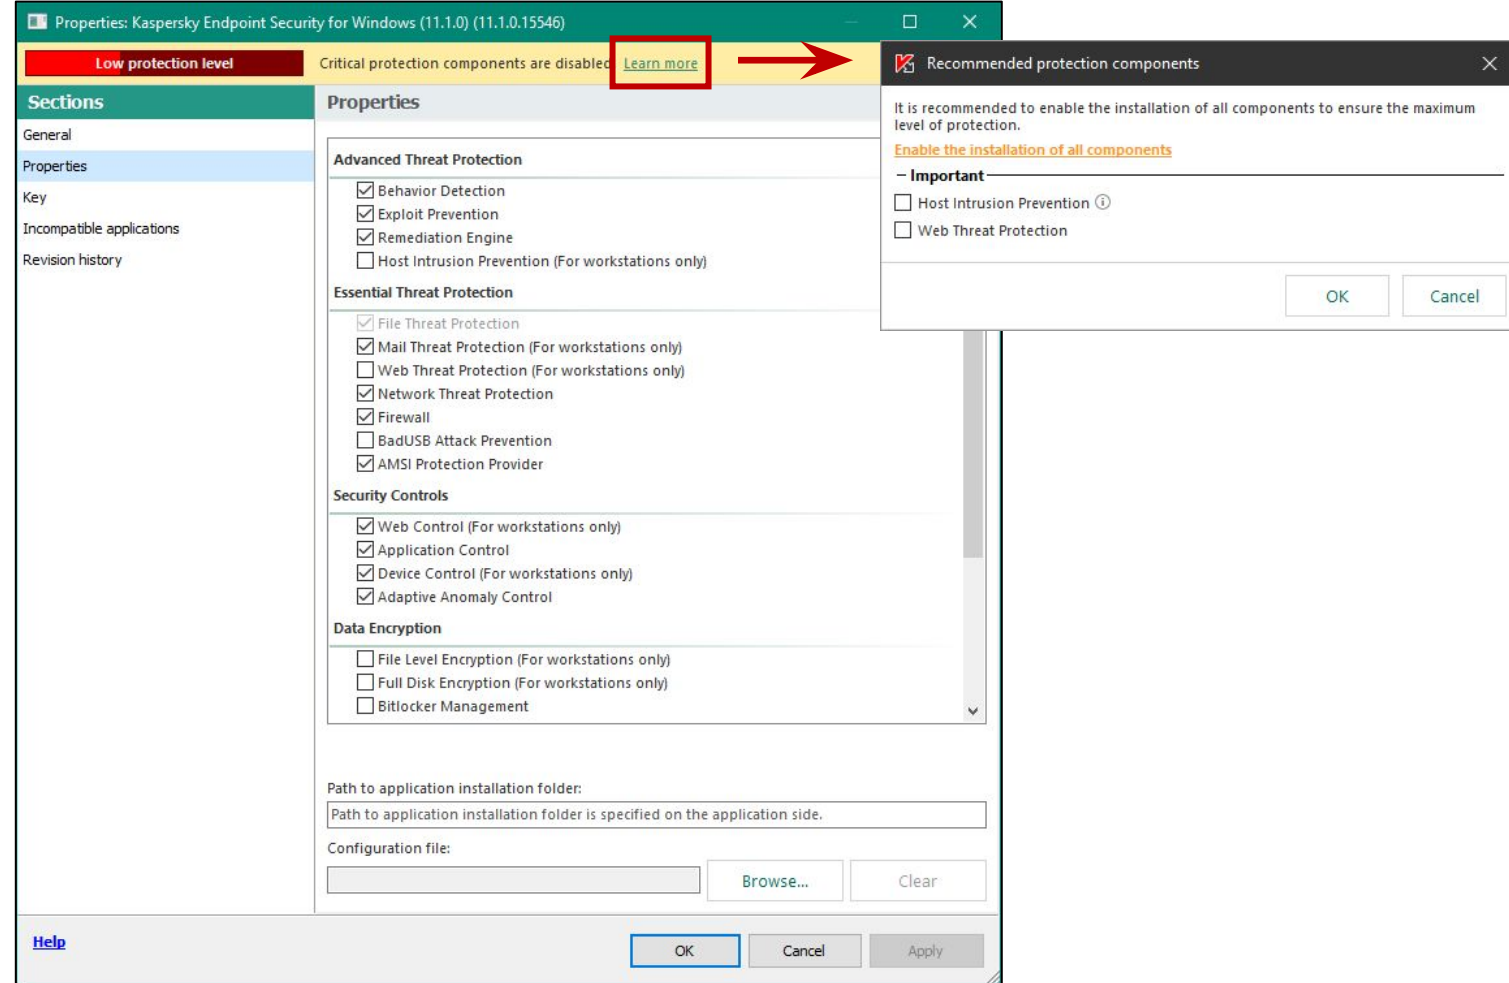 Properties: Kaspersky Endpoint Security for Windows (11.1.0) (11.1.0.15546)
Low protection level
Critical protection components are disabled
Learn more
Sections
General
Properties
Key
Incompatible applications
Revision history
Properties
Advanced Threat Protection
Behavior Detection
Exploit Prevention
Remediation Engine
Host Intrusion Prevention (For workstations only)
Essential Threat Protection
File Threat Protection
Mail Threat Protection (For workstations only)
Web Threat Protection (For workstations only)
Network Threat Protection
Firewall
BadUSB Attack Prevention
AMSI Protection Provider
Security Controls
Web Control (For workstations only)
Application Control
Device Control (For workstations only)
Adaptive Anomaly Control
Data Encryption
File Level Encryption (For workstations only)
Full Disk Encryption (For workstations only)
Bitlocker Management
Path to application installation folder:
Path to application installation folder is specified on the application side.
Configuration file:
Browse...
Clear
Help
OK
Cancel
Apply
Recommended protection components
It is recommended to enable the installation of all components to ensure the maximum
level of protection.
Enable the installation of all components
Important
Host Intrusion Prevention
Web Threat Protection
OK
Cancel